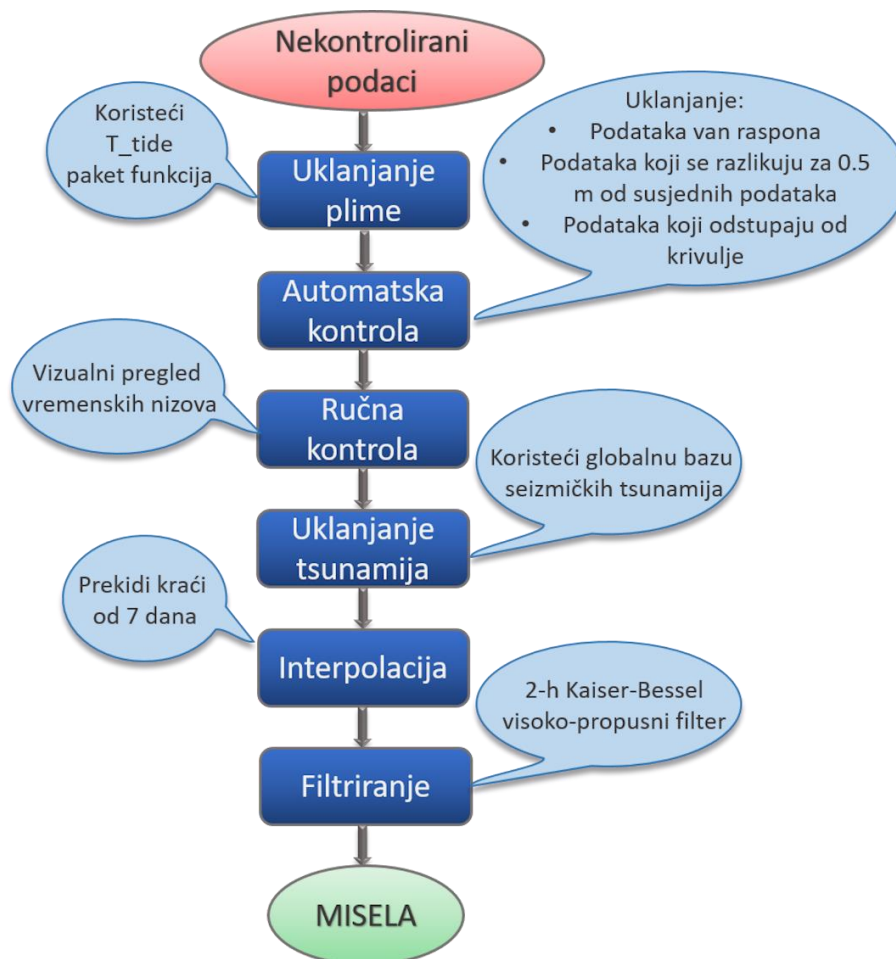 Nekontrolirani
podaci
Koristeći
T_tide
paket funkcija
Uklanjanje
plime
Uklanjanje:
• Podataka van raspona
• Podataka koji se razlikuju za 0.5
m od susjednih podataka
• Podataka koji odstupaju od
krivulje
Automatska
kontrola
Vizualni pregled
vremenskih nizova
Ručna
kontrola
Koristeći globalnu bazu
seizmičkih tsunamija
Uklanjanje
tsunamija
Prekidi kraći
od 7 dana
Interpolacija
2-h Kaiser-Bessel
visoko-propusni filter
Filtriranje
MISELA